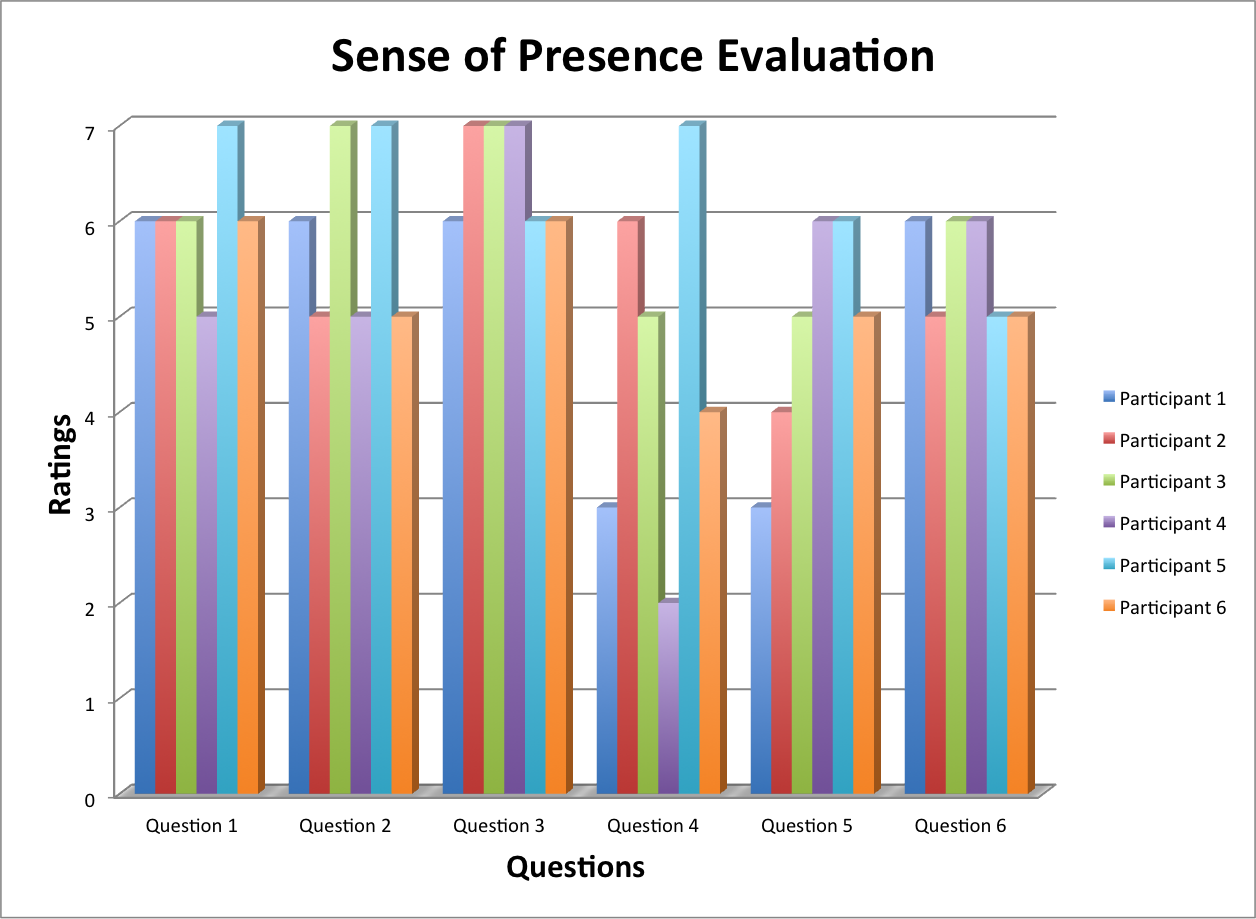 Sense of Presence Evaluation
Ratings
7
6
5
4
3
2
1
0
Question 1
Question 2
Question 3
Question 4
Question 5
Question 6
Questions
Participant 1
Participant 2
Participant 3
Participant 4
Participant 5
Participant 6